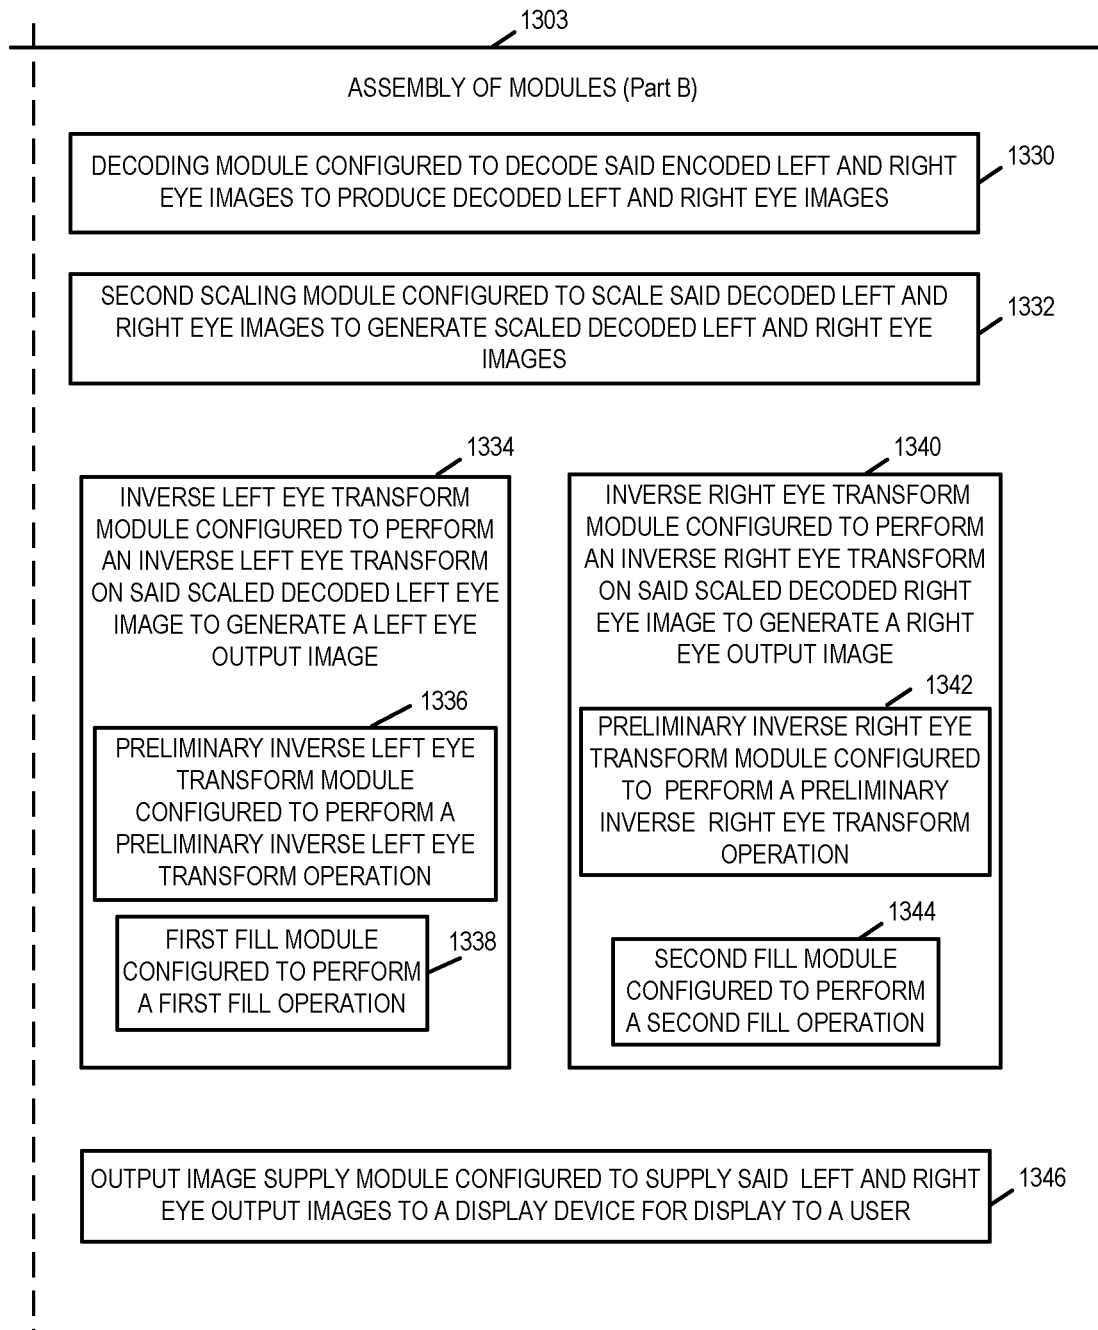 1303
ASSEMBLY OF MODULES (Part B)
DECODING MODULE CONFIGURED TO DECODE SAID ENCODED LEFT AND RIGHT
EYE IMAGES TO PRODUCE DECODED LEFT AND RIGHT EYE IMAGES
1330
SECOND SCALING MODULE CONFIGURED TO SCALE SAID DECODED LEFT AND
RIGHT EYE IMAGES TO GENERATE SCALED DECODED LEFT AND RIGHT EYE
IMAGES
1332
1334
INVERSE LEFT EYE TRANSFORM
MODULE CONFIGURED TO PERFORM
AN INVERSE LEFT EYE TRANSFORM
ON SAID SCALED DECODED LEFT EYE
IMAGE TO GENERATE A LEFT EYE
OUTPUT IMAGE
1336
PRELIMINARY INVERSE LEFT EYE
TRANSFORM MODULE
CONFIGURED TO PERFORM A
PRELIMINARY INVERSE LEFT EYE
TRANSFORM OPERATION
FIRST FILL MODULE
CONFIGURED TO PERFORM
A FIRST FILL OPERATION
1338
1340
INVERSE RIGHT EYE TRANSFORM
MODULE CONFIGURED TO PERFORM
AN INVERSE RIGHT EYE TRANSFORM
ON SAID SCALED DECODED RIGHT
EYE IMAGE TO GENERATE A RIGHT
EYE OUTPUT IMAGE
1342
PRELIMINARY INVERSE RIGHT EYE
TRANSFORM MODULE CONFIGURED
TO PERFORM A PRELIMINARY
INVERSE RIGHT EYE TRANSFORM
OPERATION
1344
SECOND FILL MODULE
CONFIGURED TO PERFORM
A SECOND FILL OPERATION
OUTPUT IMAGE SUPPLY MODULE CONFIGURED TO SUPPLY SAID LEFT AND RIGHT
EYE OUTPUT IMAGES TO A DISPLAY DEVICE FOR DISPLAY TO A USER
1346